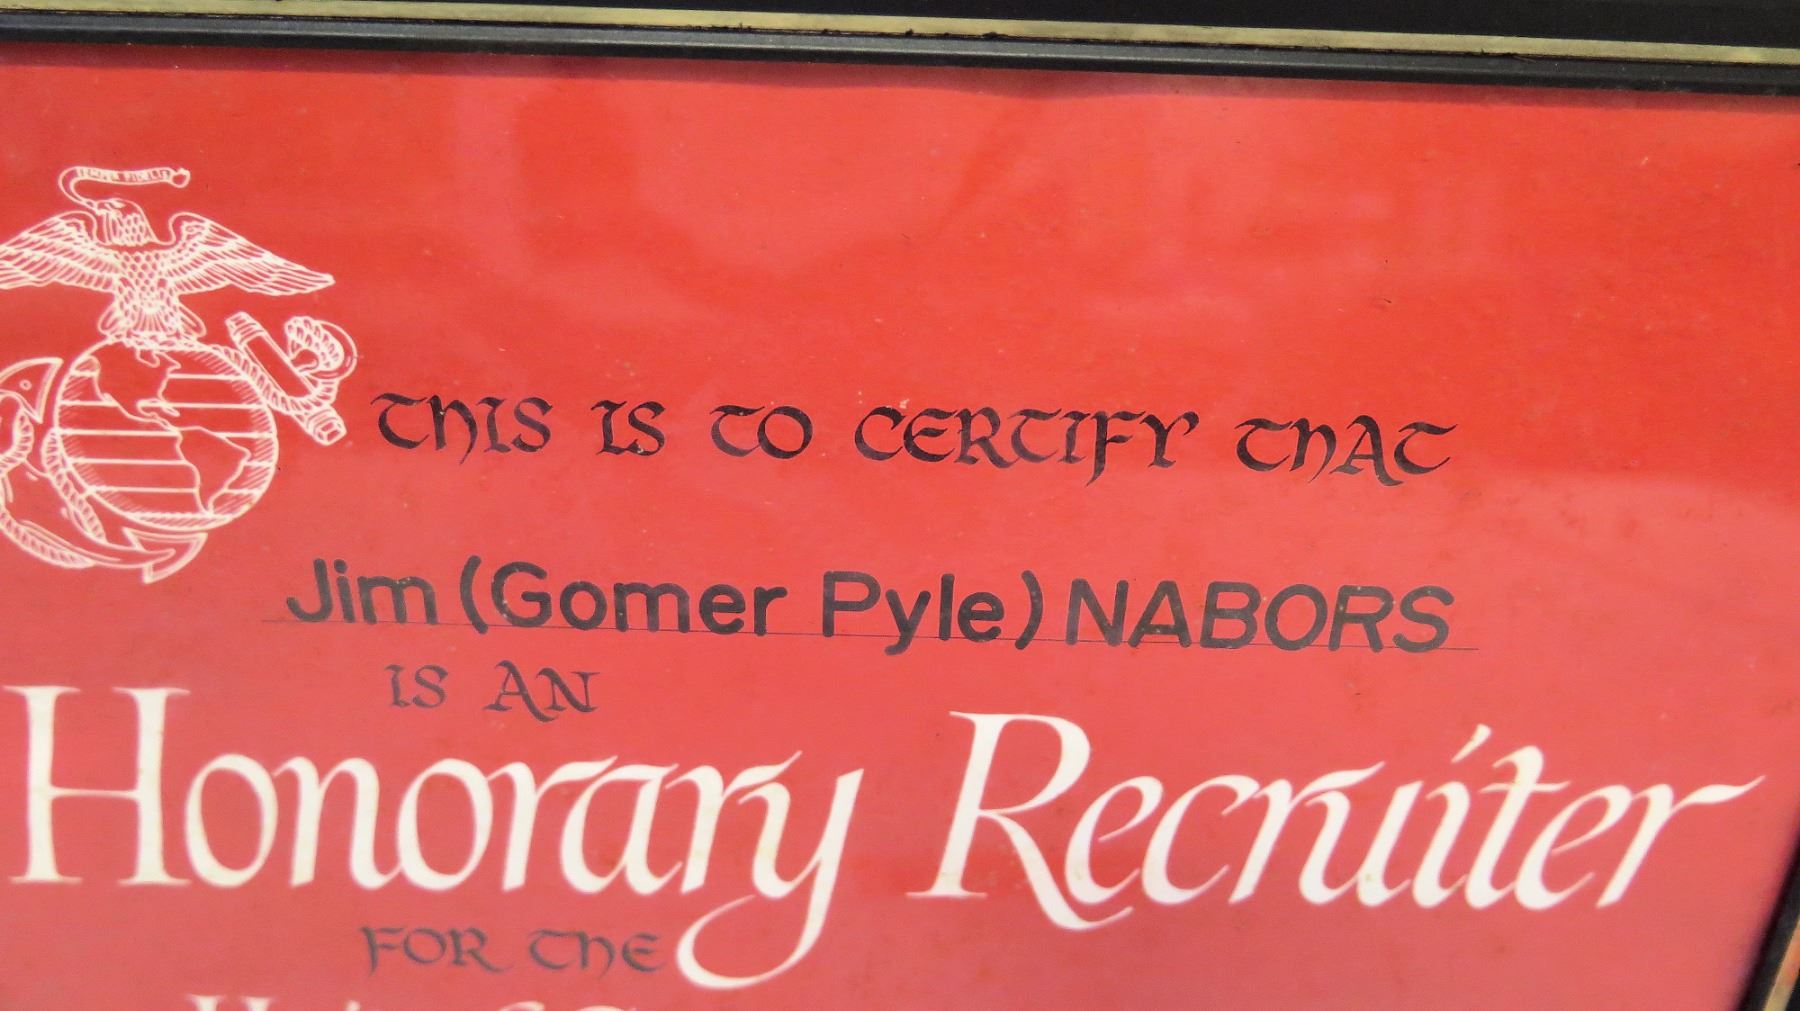 THIS IS TO CERTIFY THAT
Jim (Gomer Pyle) NABORS
IS AN
Honorary Recruiter
FOR THE